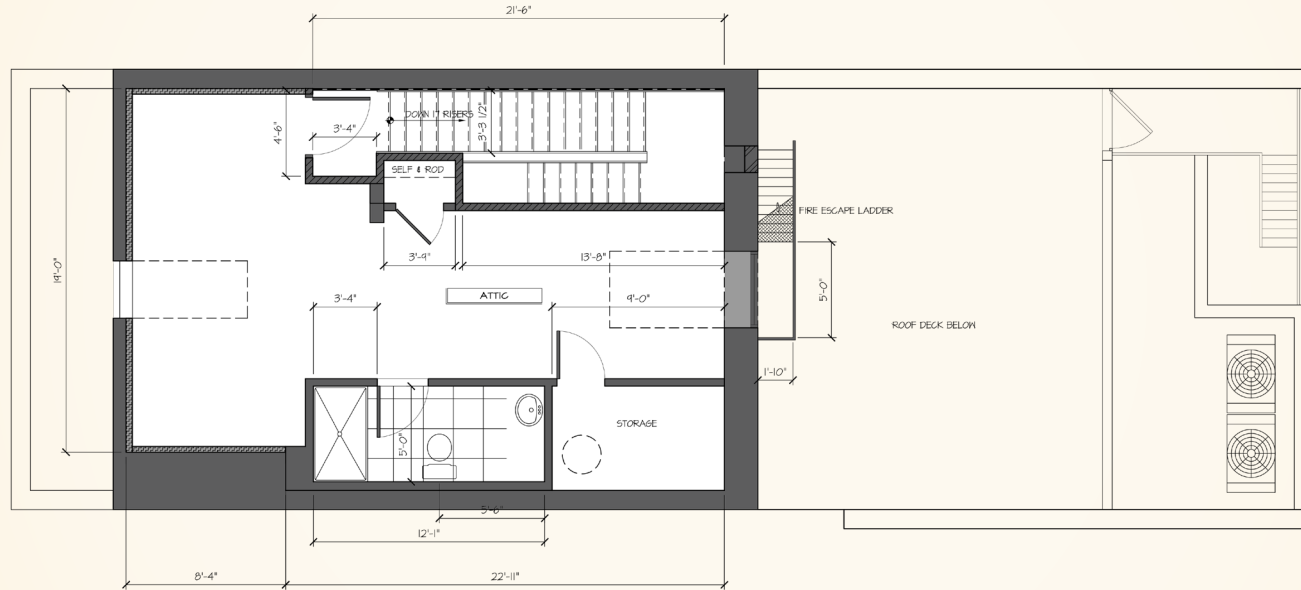 21'-6"
4'-6"
3'-4"
DOWN 17 RISERS
3'-3 1/2"
SELF & ROD
FIRE ESCAPE LADDER
19'-0"
3'-9"
13'-8"
3'-4"
ATTIC
9'-0"
5'-0"
ROOF DECK BELOW
1'-10"
STORAGE
5'-0"
5'-6"
12'-1"
8'-4"
22'-11"